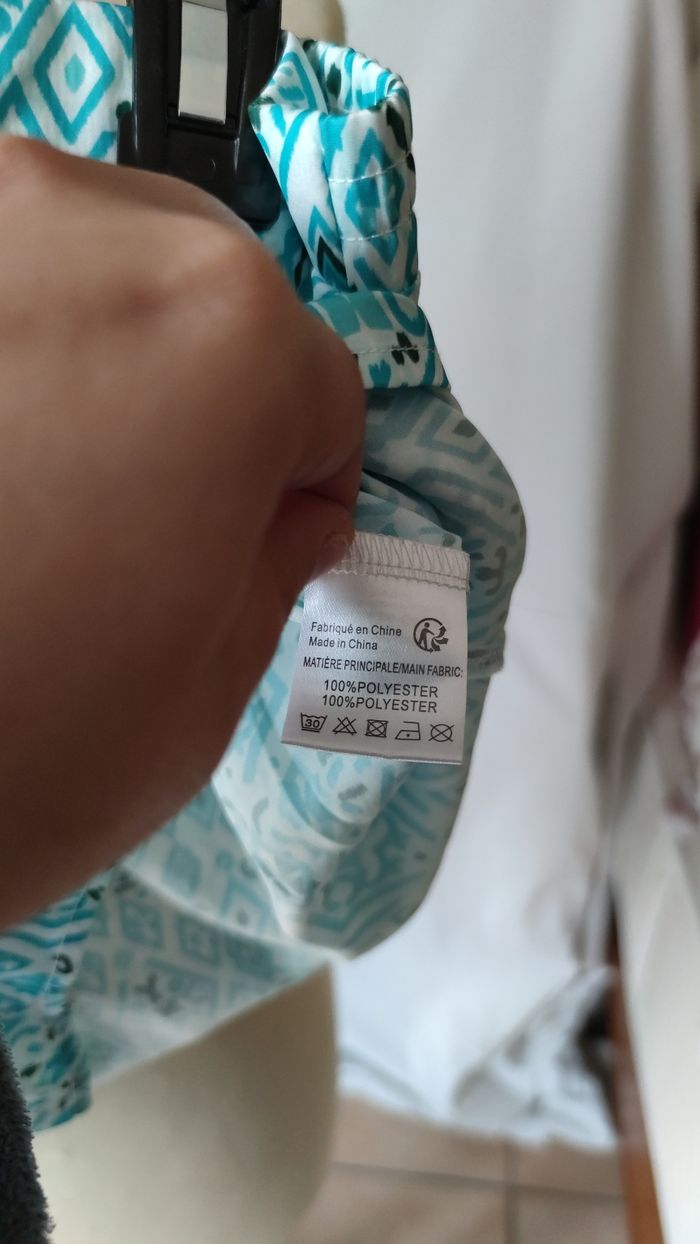 Fabriqué en Chine
Made in China
MATIÈRE PRINCIPALE/MAIN FABRIC:
100%POLYESTER
100%POLYESTER
30